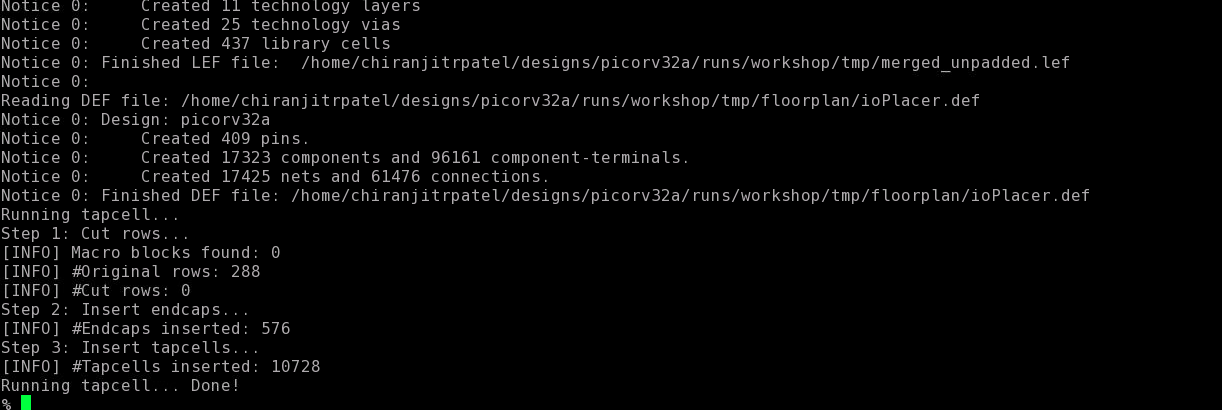 Notice 0:     Created 11 technology layers
Notice 0:     Created 25 technology vias
Notice 0:     Created 437 library cells
Notice 0: Finished LEF file:  /home/chiranjitrpatel/designs/picorv32a/runs/workshop/tmp/merged_unpadded.lef
Notice 0:
Reading DEF file: /home/chiranjitrpatel/designs/picorv32a/runs/workshop/tmp/floorplan/ioPlacer.def
Notice 0: Design: picorv32a
Notice 0:     Created 409 pins.
Notice 0:     Created 17323 components and 96161 component-terminals.
Notice 0:     Created 17425 nets and 61476 connections.
Notice 0: Finished DEF file: /home/chiranjitrpatel/designs/picorv32a/runs/workshop/tmp/floorplan/ioPlacer.def
Running tapcell...
Step 1: Cut rows...
[INFO] Macro blocks found: 0
[INFO] #Original rows: 288
[INFO] #Cut rows: 0
Step 2: Insert endcaps...
[INFO] #Endcaps inserted: 576
Step 3: Insert tapcells...
[INFO] #Tapcells inserted: 10728
Running tapcell... Done!
%